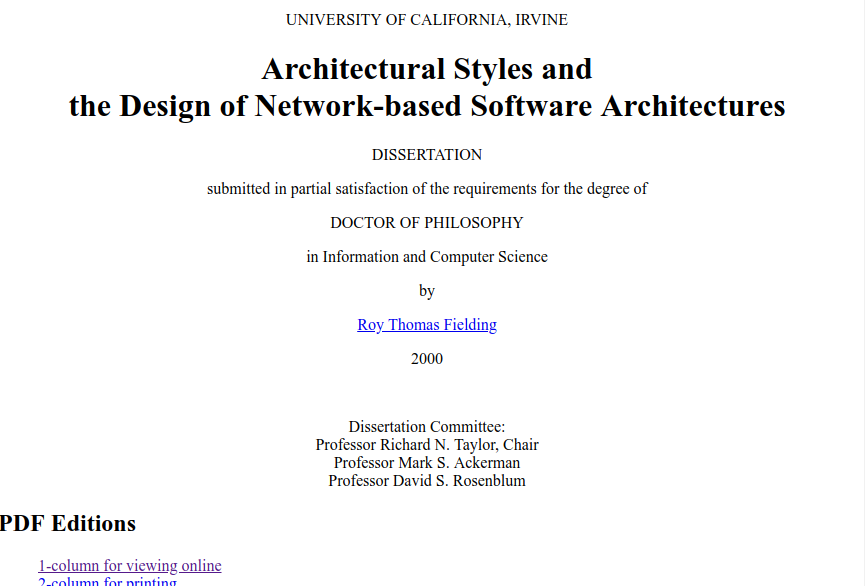 UNIVERSITY OF CALIFORNIA, IRVINE
Architectural Styles and
the Design of Network-based Software Architectures
DISSERTATION
submitted in partial satisfaction of the requirements for the degree of
DOCTOR OF PHILOSOPHY
in Information and Computer Science
by
Roy Thomas Fielding
2000
Dissertation Committee:
Professor Richard N. Taylor, Chair
Professor Mark S. Ackerman
Professor David S. Rosenblum
PDF Editions
1-column for viewing online
2-column for printing